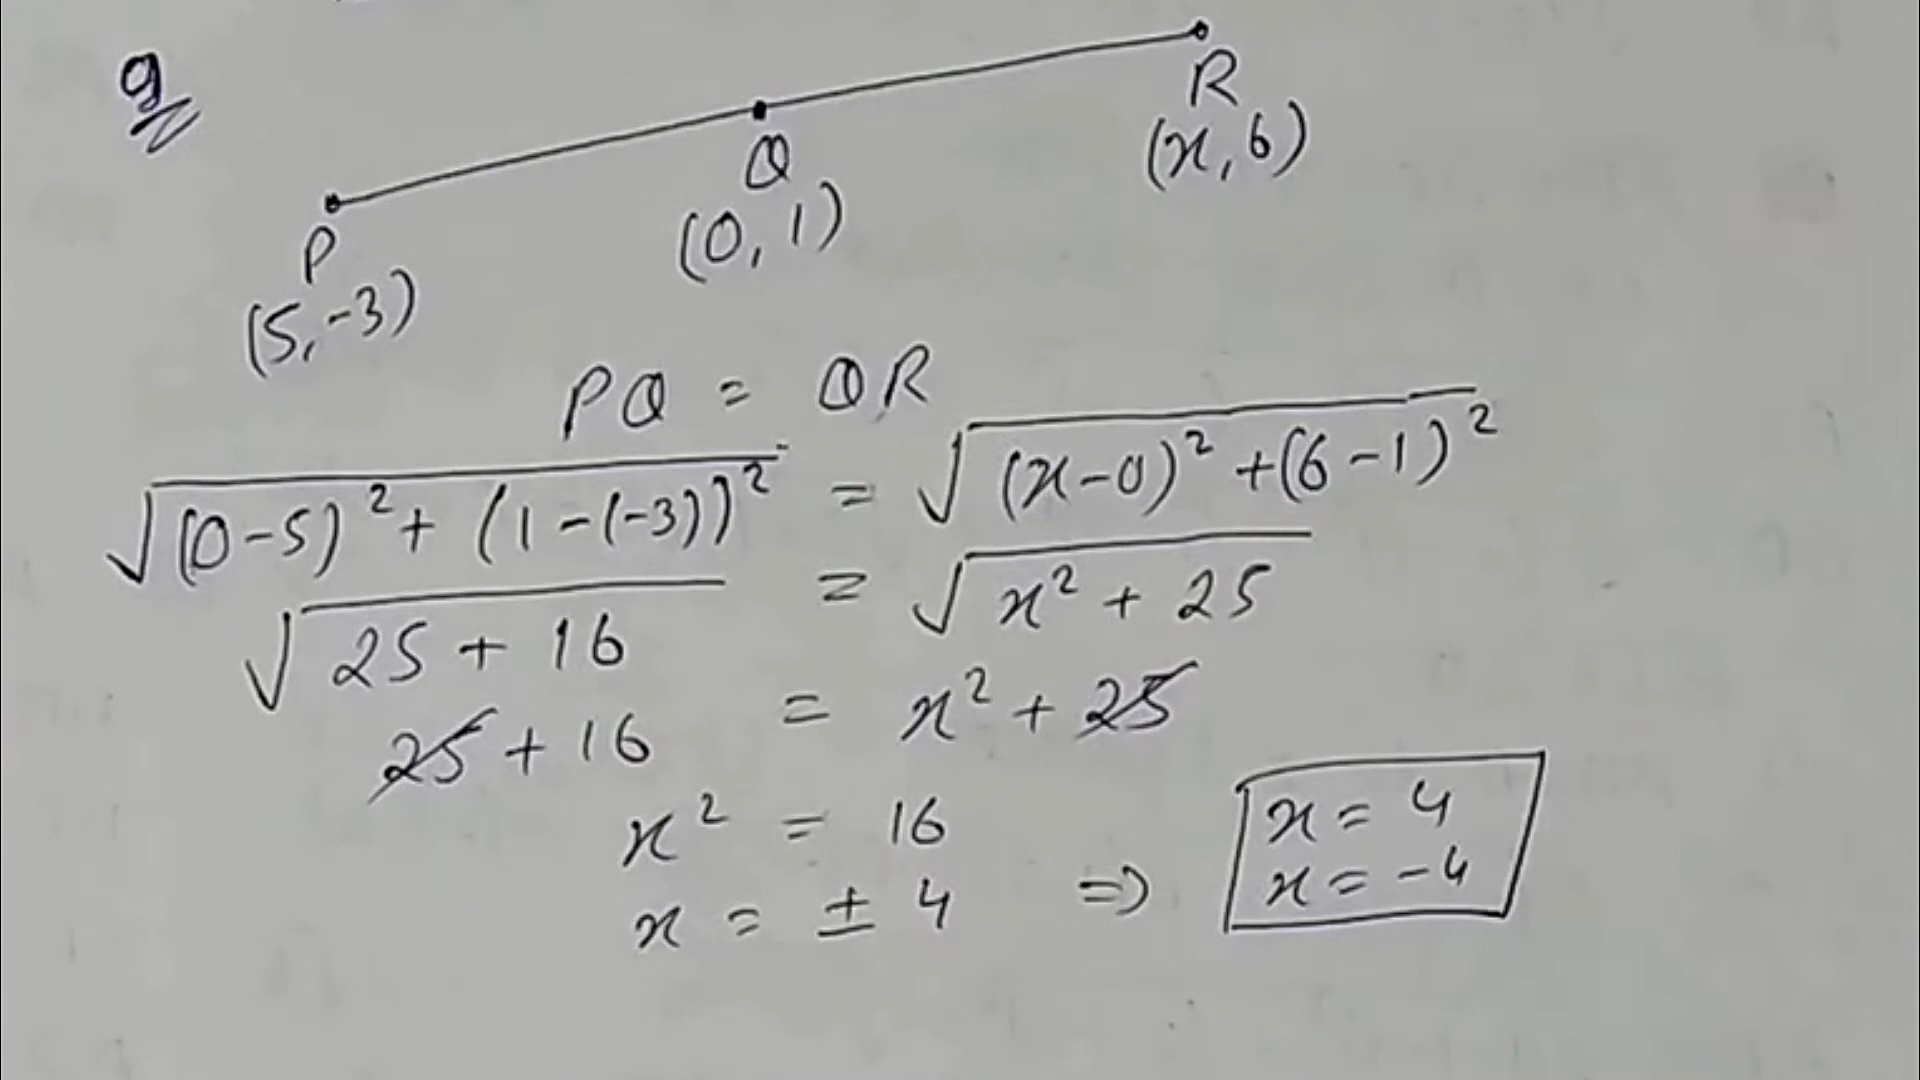 9
R
(x, 6)
Q
(0, 1)
P
(5, -3)
PQ = QR
√((0-5)² + (1-(-3))²) = √((x-0)² + (6-1)²)
√(25 + 16) = √(x² + 25)
25 + 16 = x² + 25
x² = 16
x = ± 4 ⇒ x = 4
x = -4